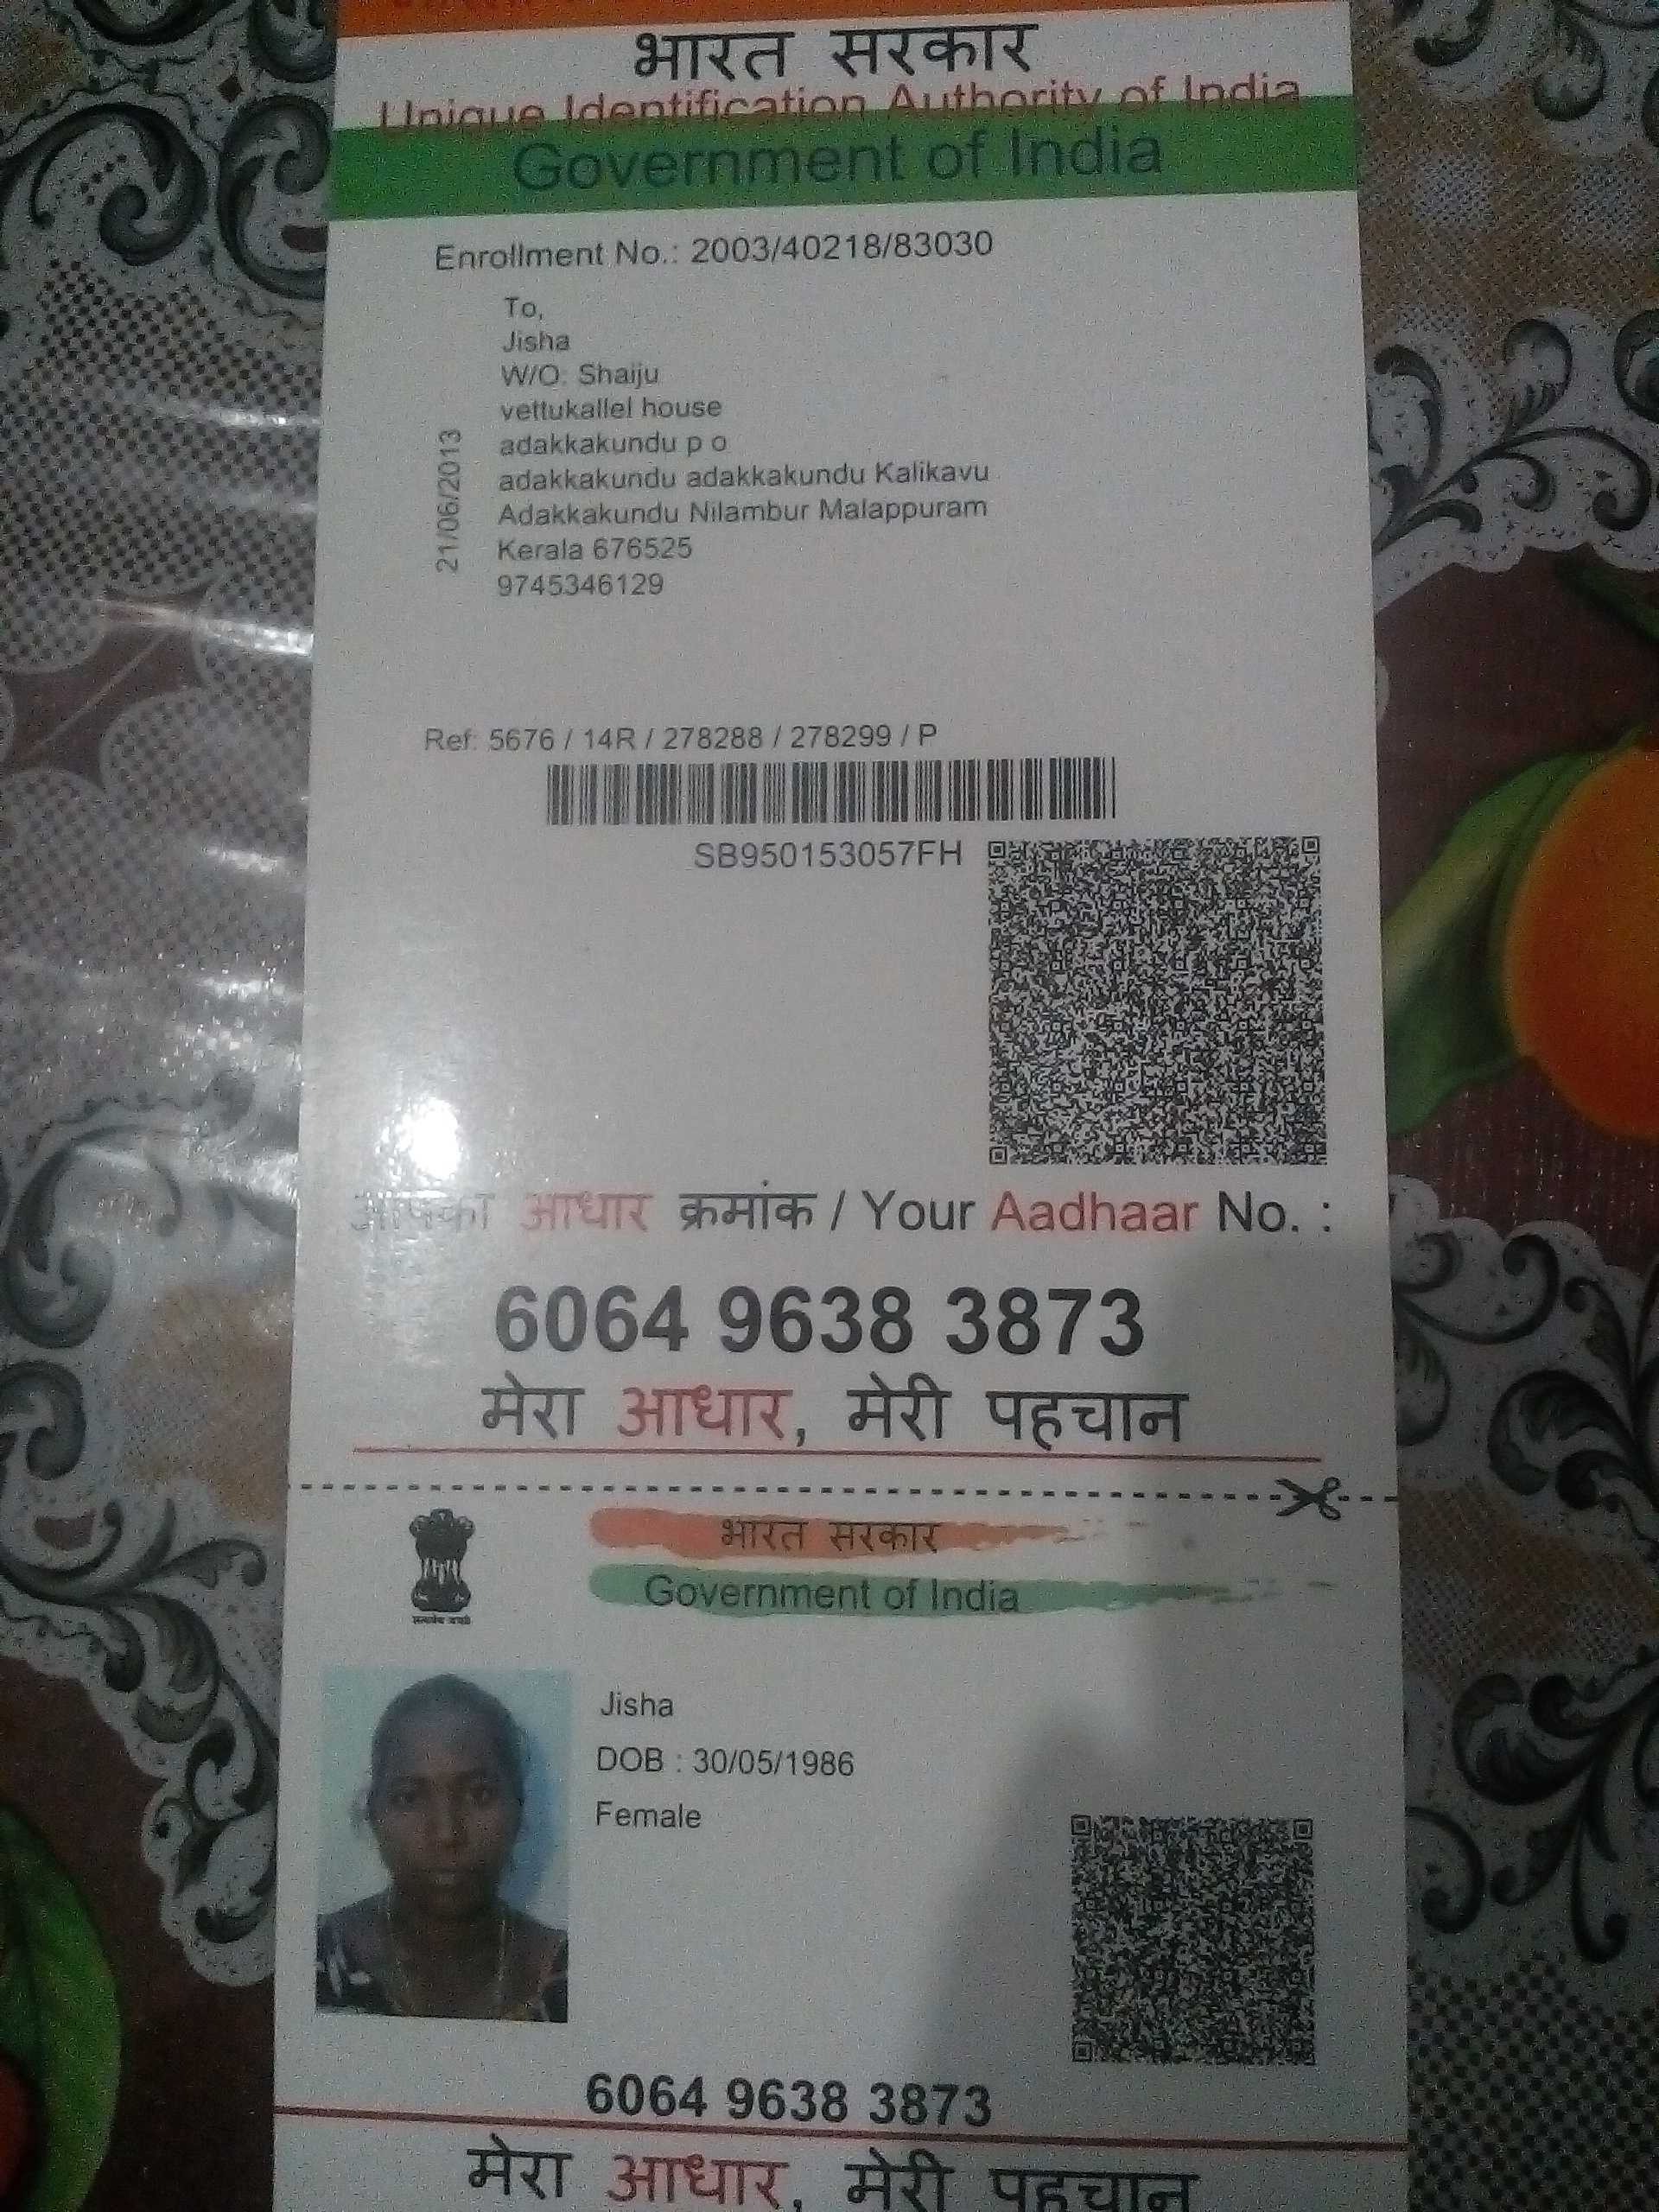 भारत सरकार
Unique Identification Authority of India
Government of India
Enrollment No.: 2003/40218/83030
To,
Jisha
W/O: Shaiju
vettukallel house
adakkakundu p o
adakkakundu adakkakundu Kalikavu
Adakkakundu Nilambur Malappuram
Kerala 676525
9745346129
21/06/2013
Ref: 5676 / 14R / 278288 / 278299 / P
SB950153057FH
आपका आधार क्रमांक / Your Aadhaar No. :
6064 9638 3873
मेरा आधार, मेरी पहचान
भारत सरकार
Government of India
Jisha
DOB : 30/05/1986
Female
6064 9638 3873
मेरा आधार, मेरी पहचान